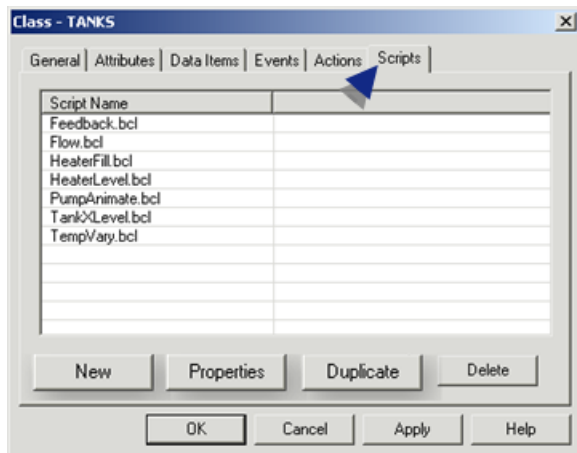 Class - TANKS
General Attributes Data Items Events Actions Scripts
Script Name
Feedback.bcl
Flow.bcl
HeaterFill.bcl
HeaterLevel.bcl
PumpAnimate.bcl
TankXLevel.bcl
TempVary.bcl
New Properties Duplicate Delete
OK Cancel Apply Help